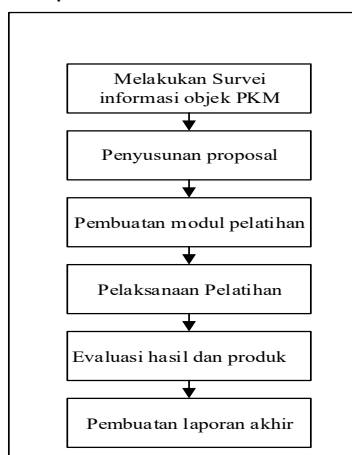 Melakukan Survei
informasi objek PKM
Penyusunan proposal
Pembuatan modul pelatihan
Pelaksanaan Pelatihan
Evaluasi hasil dan produk
Pembuatan laporan akhir